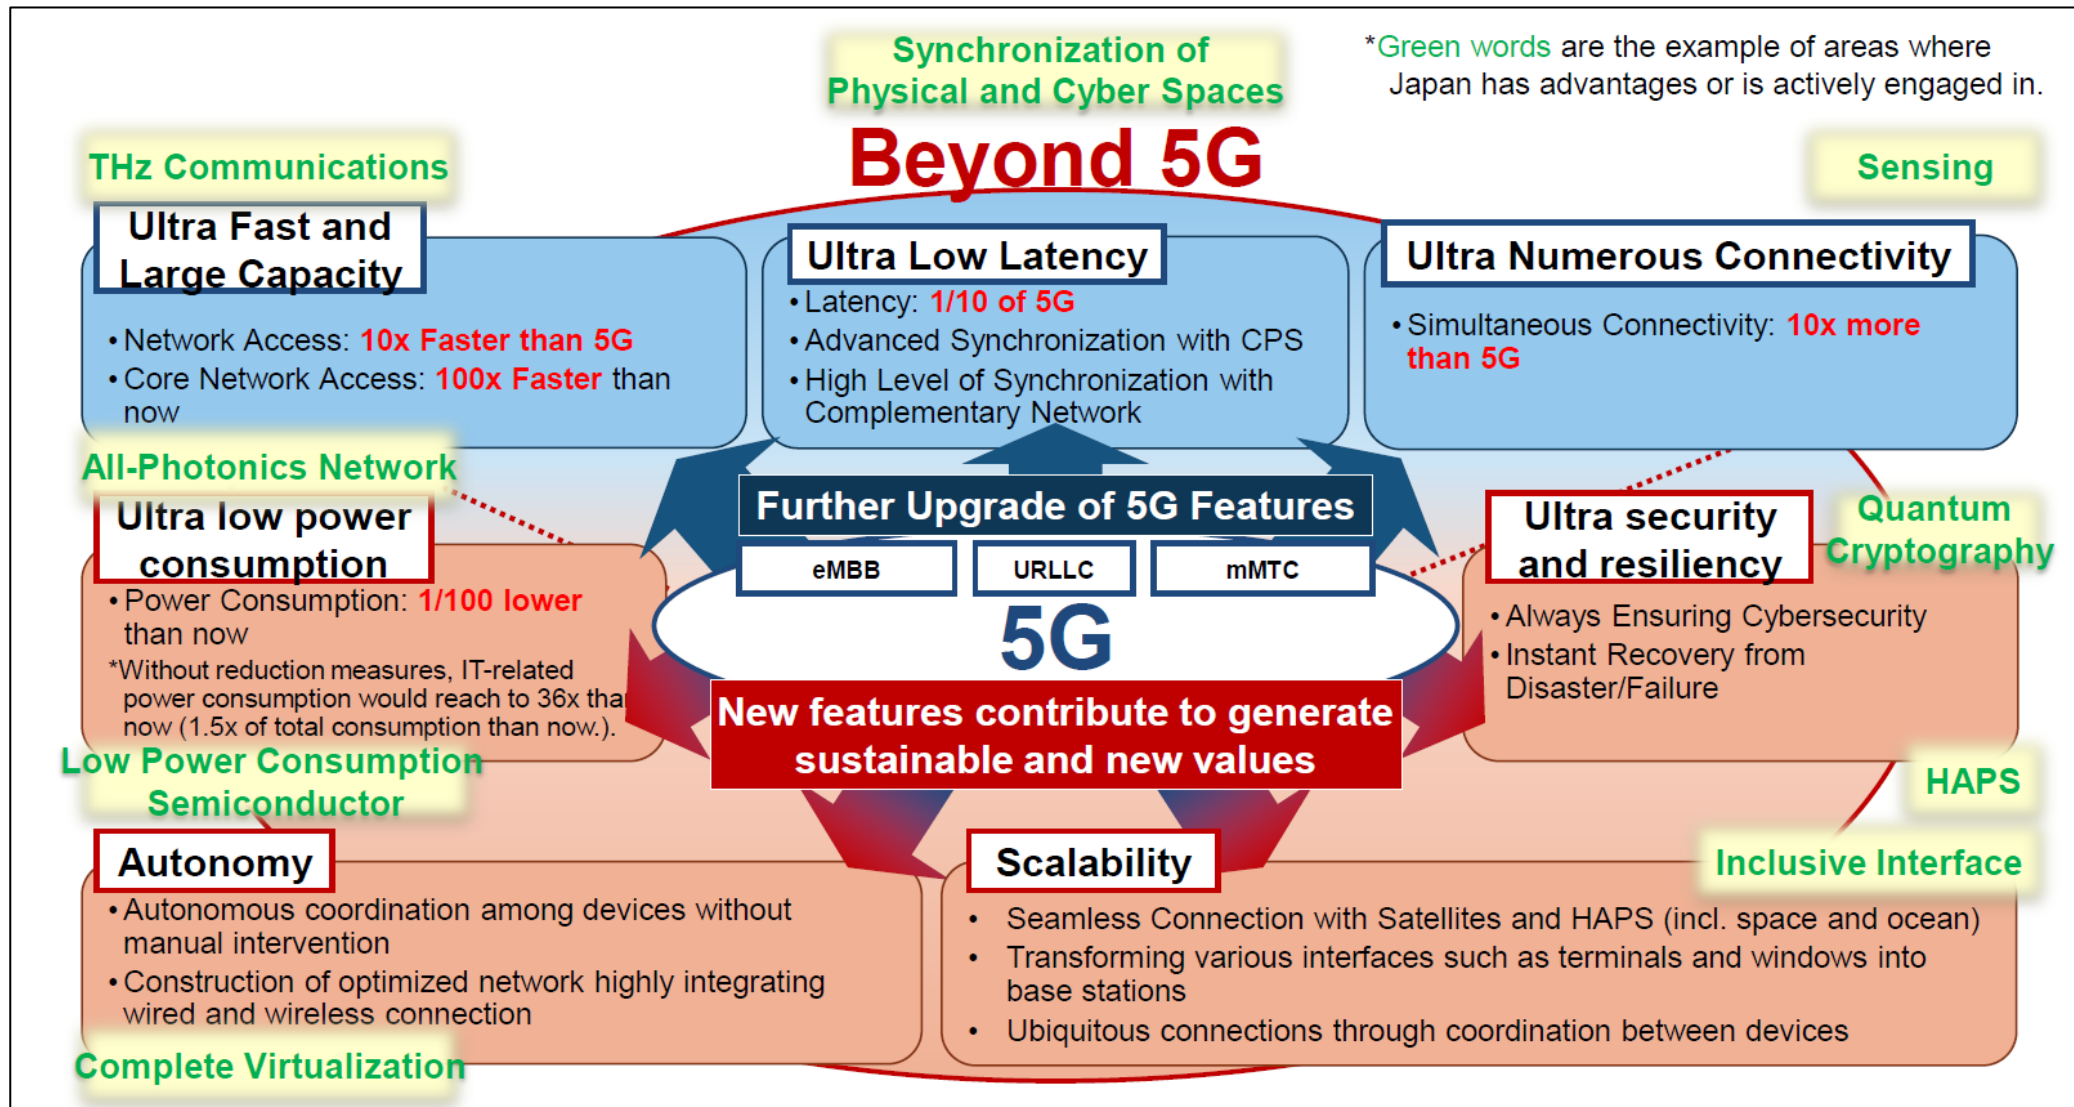 Synchronization of
Physical and Cyber Spaces
*Green words are the example of areas where
Japan has advantages or is actively engaged in.
Beyond 5G
THz Communications
Sensing
Ultra Fast and
Large Capacity
• Network Access: 10x Faster than 5G
• Core Network Access: 100x Faster than
now
Ultra Low Latency
• Latency: 1/10 of 5G
• Advanced Synchronization with CPS
• High Level of Synchronization with
Complementary Network
Ultra Numerous Connectivity
• Simultaneous Connectivity: 10x more
than 5G
All-Photonics Network
Further Upgrade of 5G Features
eMBB
URLLC
mMTC
5G
New features contribute to generate
sustainable and new values
Ultra low power
consumption
• Power Consumption: 1/100 lower
than now
*Without reduction measures, IT-related
power consumption would reach to 36x than
now (1.5x of total consumption than now.).
Low Power Consumption
Semiconductor
Quantum
Cryptography
Ultra security
and resiliency
• Always Ensuring Cybersecurity
• Instant Recovery from
Disaster/Failure
HAPS
Autonomy
• Autonomous coordination among devices without
manual intervention
• Construction of optimized network highly integrating
wired and wireless connection
Complete Virtualization
Scalability
Inclusive Interface
• Seamless Connection with Satellites and HAPS (incl. space and ocean)
• Transforming various interfaces such as terminals and windows into
base stations
• Ubiquitous connections through coordination between devices